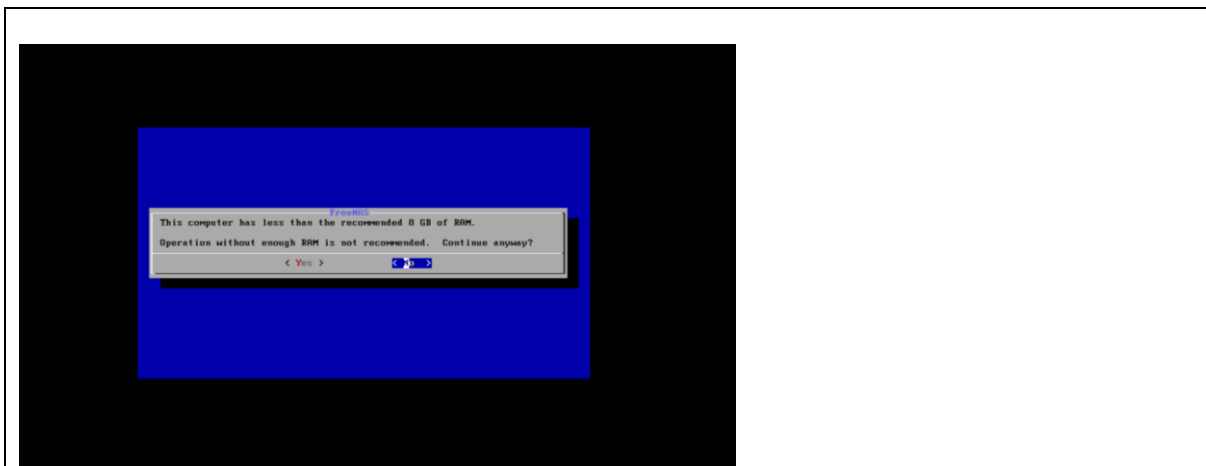 FreeNAS
This computer has less than the recommended 8 GB of RAM.
Operation without enough RAM is not recommended. Continue anyway?
< Yes > < No >